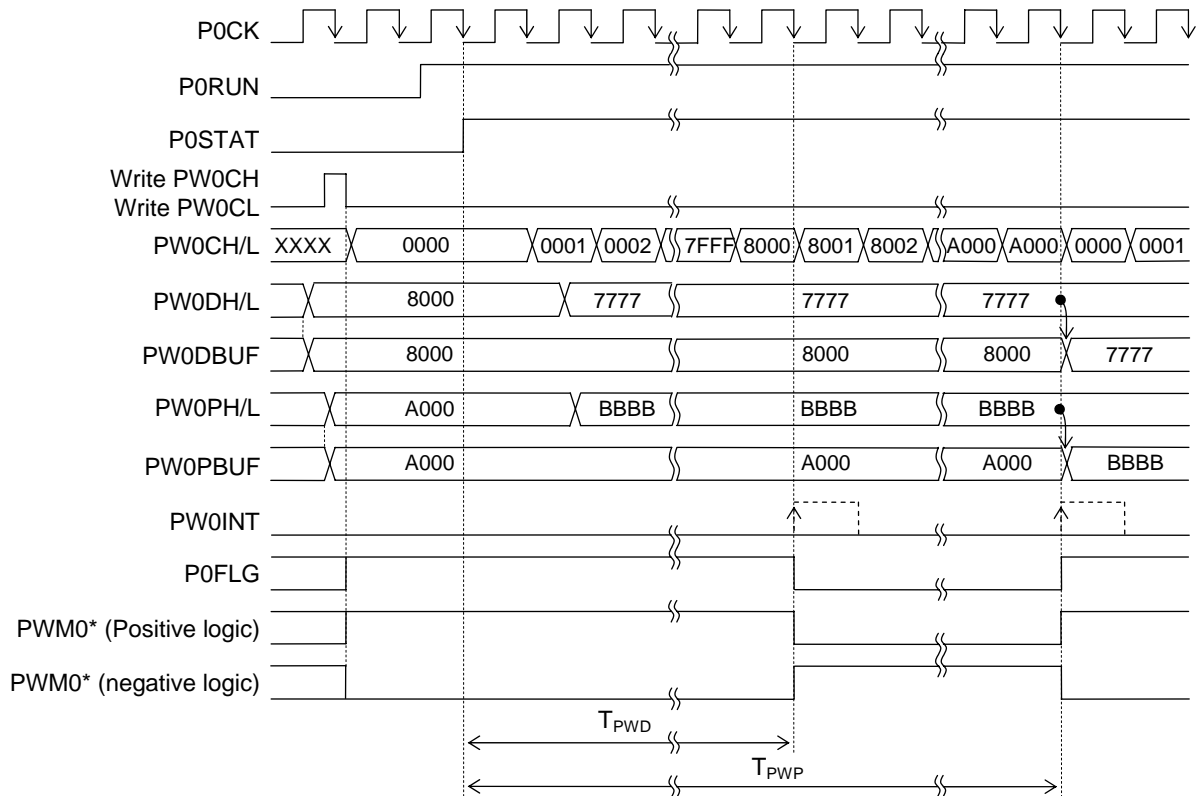 P0CK
P0RUN
P0STAT
Write PW0CH
Write PW0CL
PW0CH/L XXXX 0000 0001 0002 7FFF 8000 8001 8002 A000 A000 0000 0001
PW0DH/L 8000 7777 7777 7777
PW0DBUF 8000 8000 8000 7777
PW0PH/L A000 BBBB BBBB BBBB
PW0PBUF A000 A000 A000 BBBB
PW0INT
P0FLG
PWM0* (Positive logic)
PWM0* (negative logic)
TPWD
TPWP